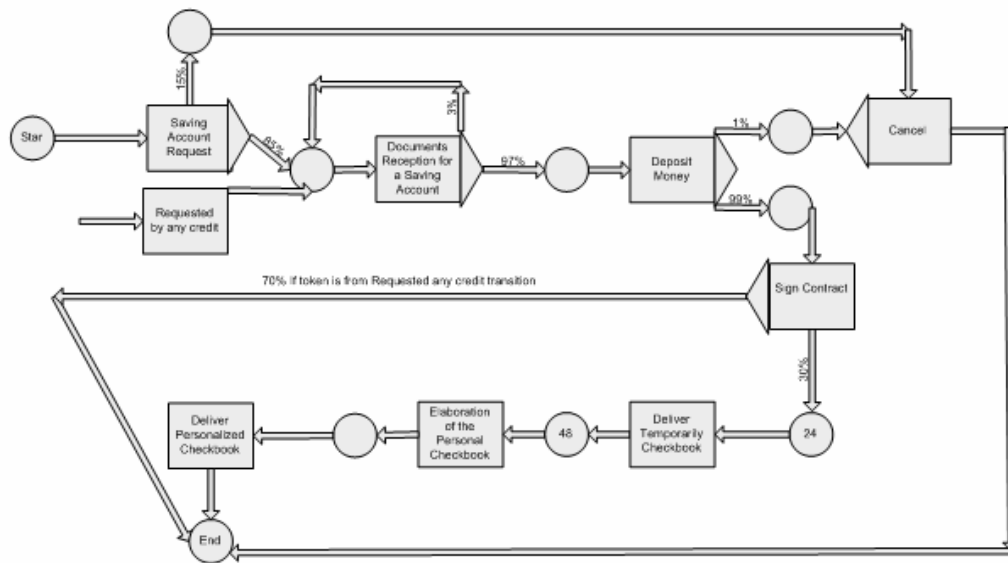 15%
Star
Saving
Account
Request
85%
3%
Documents
Reception for
a Saving
Account
97%
Deposit
Money
1%
99%
Cancel
Requested
by any credit
70% if token is from Requested any credit transition
Sign Contract
30%
Deliver
Personalized
Checkbook
Elaboration
of the
Personal
Checkbook
48
Deliver
Temporarily
Checkbook
24
End